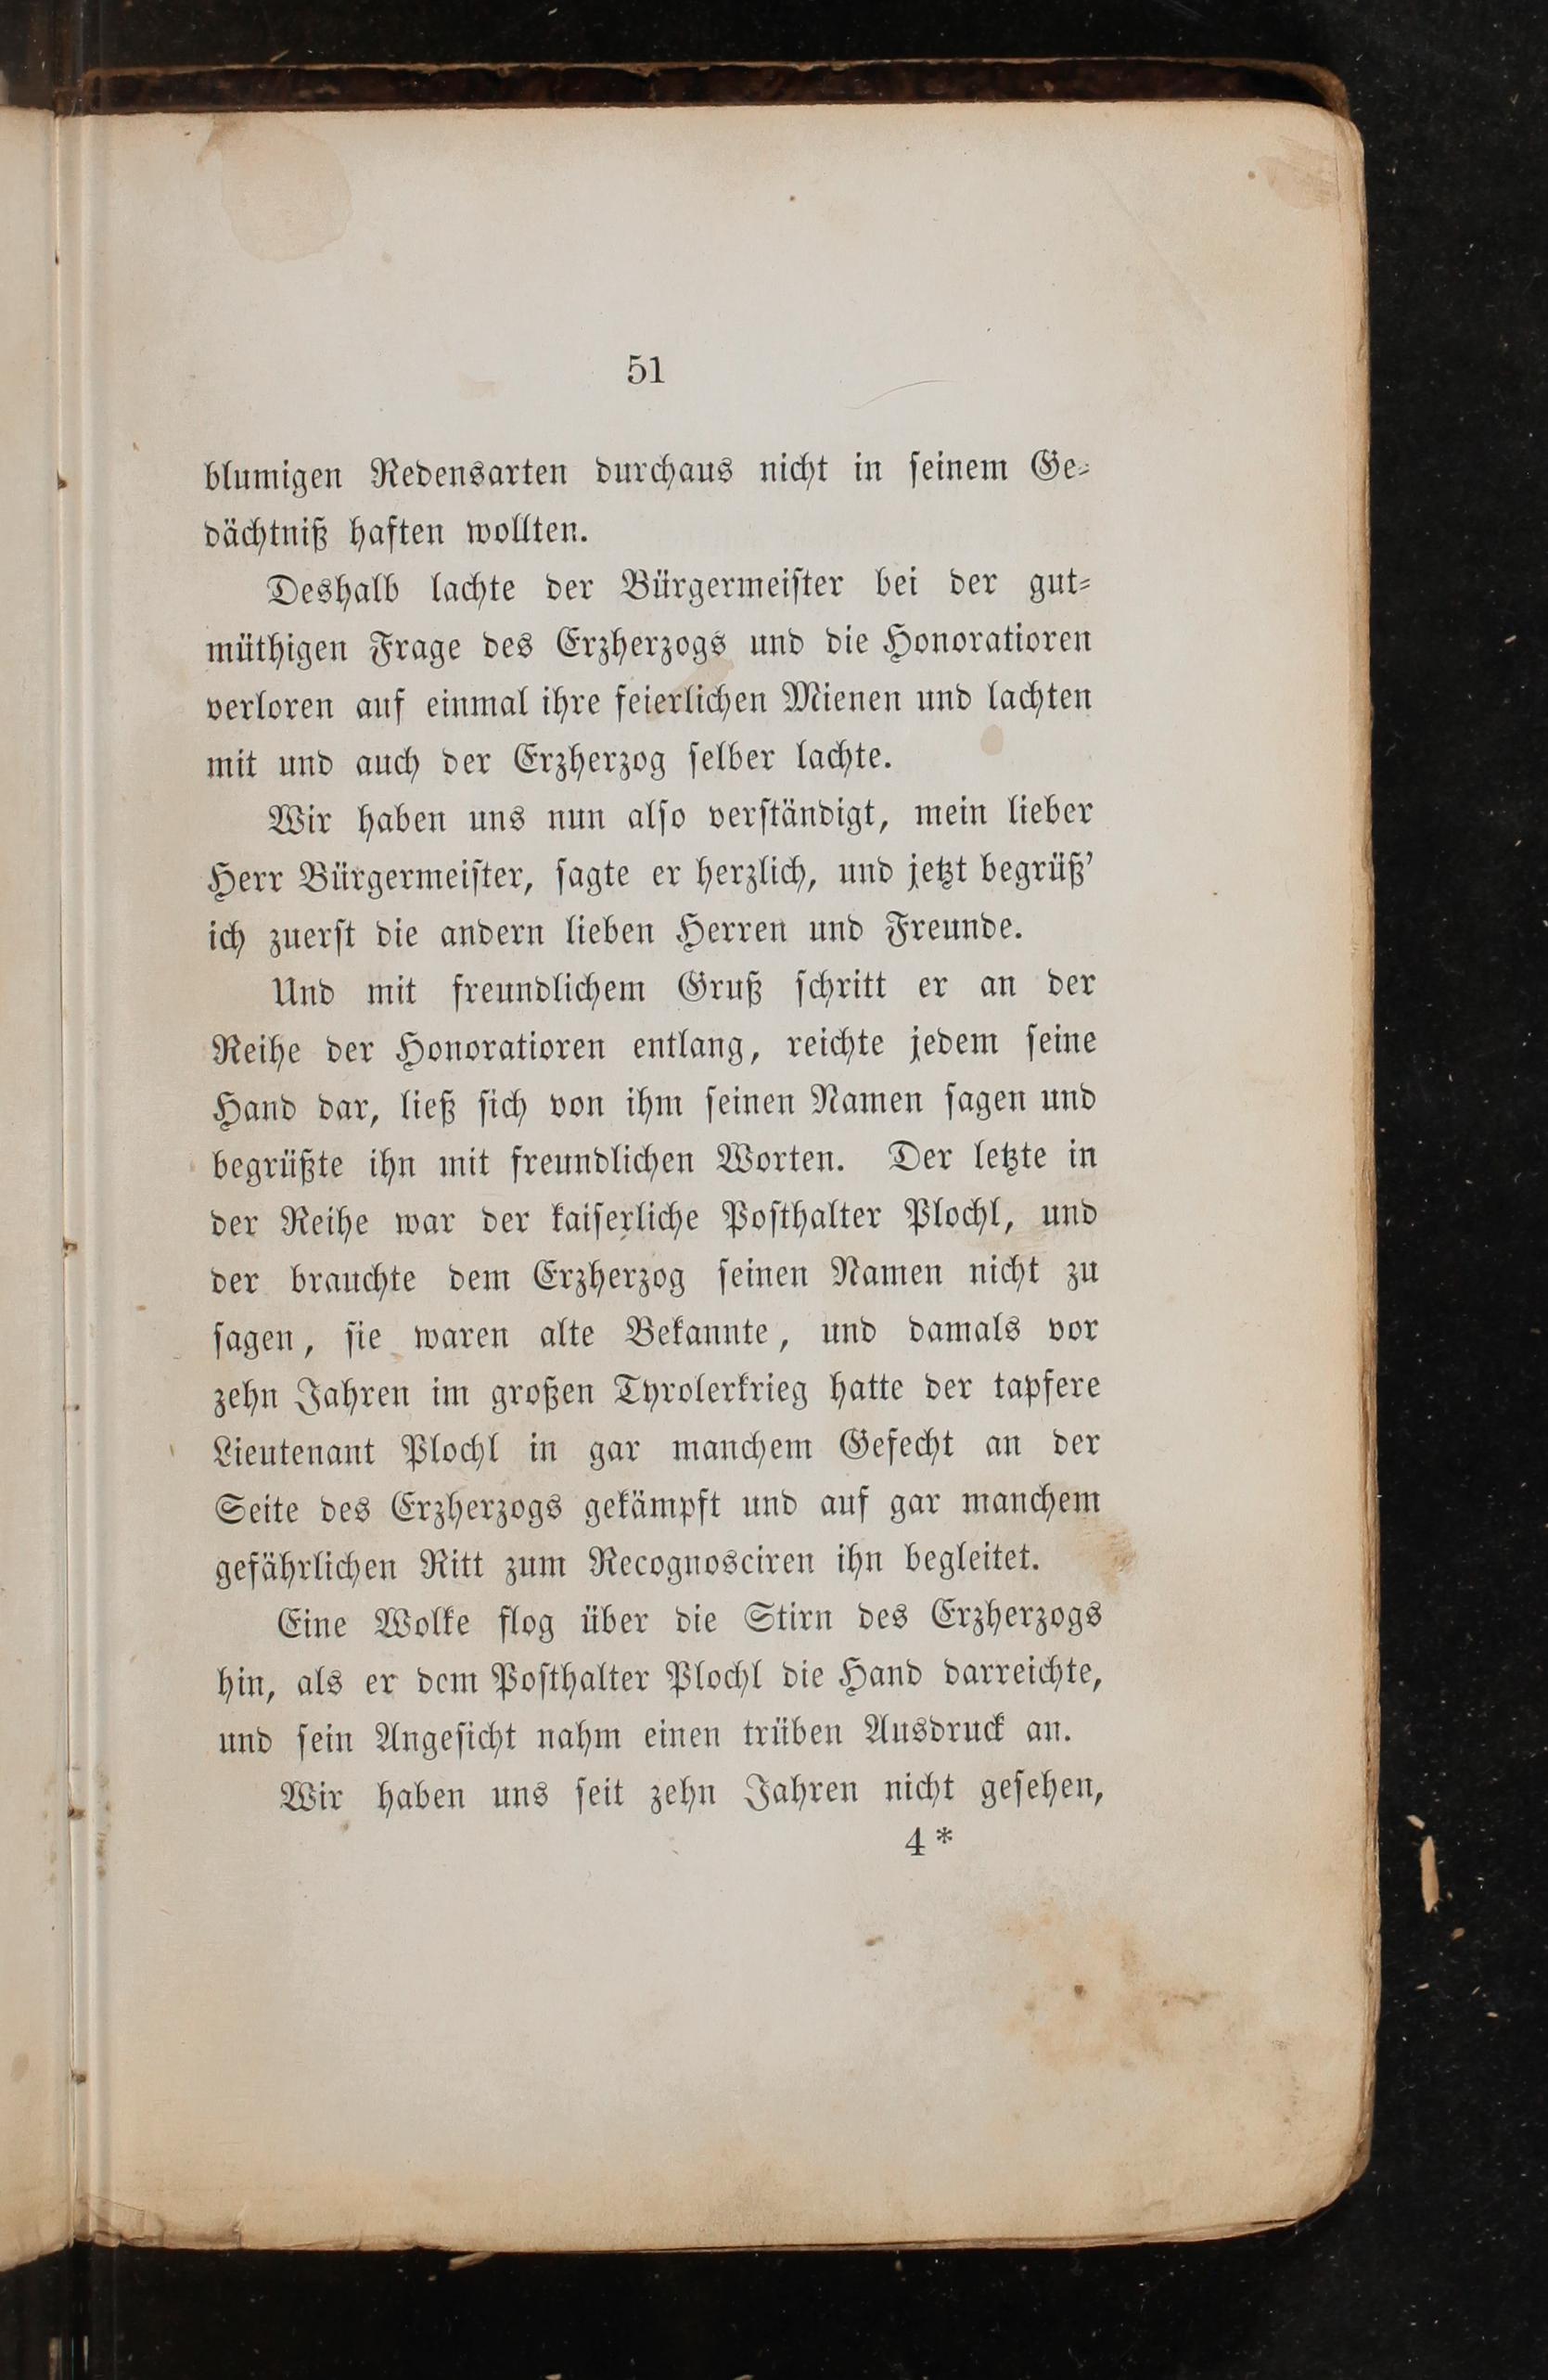 51
blumigen Redensarten durchaus nicht in seinem Ge-
dächtniß haften wollten.
Deshalb lachte der Bürgermeister bei der gut-
müthigen Frage des Erzherzogs und die Honoratioren
verloren auf einmal ihre feierlichen Mienen und lachten
mit und auch der Erzherzog selber lachte.
Wir haben uns nun also verständigt, mein lieber
Herr Bürgermeister, sagte er herzlich, und jetzt begrüß'
ich zuerst die andern lieben Herren und Freunde.
Und mit freundlichem Gruß schritt er an der
Reihe der Honoratioren entlang, reichte jedem seine
Hand dar, ließ sich von ihm seinen Namen sagen und
begrüßte ihn mit freundlichen Worten. Der letzte in
der Reihe war der kaiserliche Posthalter Plochl, und
der brauchte dem Erzherzog seinen Namen nicht zu
sagen, sie waren alte Bekannte, und damals vor
zehn Jahren im großen Tyrolerkrieg hatte der tapfere
Lieutenant Plochl in gar manchem Gefecht an der
Seite des Erzherzogs gekämpft und auf gar manchem
gefährlichen Ritt zum Recognosciren ihn begleitet.
Eine Wolke flog über die Stirn des Erzherzogs
hin, als er dem Posthalter Plochl die Hand darreichte,
und sein Angesicht nahm einen trüben Ausdruck an.
Wir haben uns seit zehn Jahren nicht gesehen,
4*